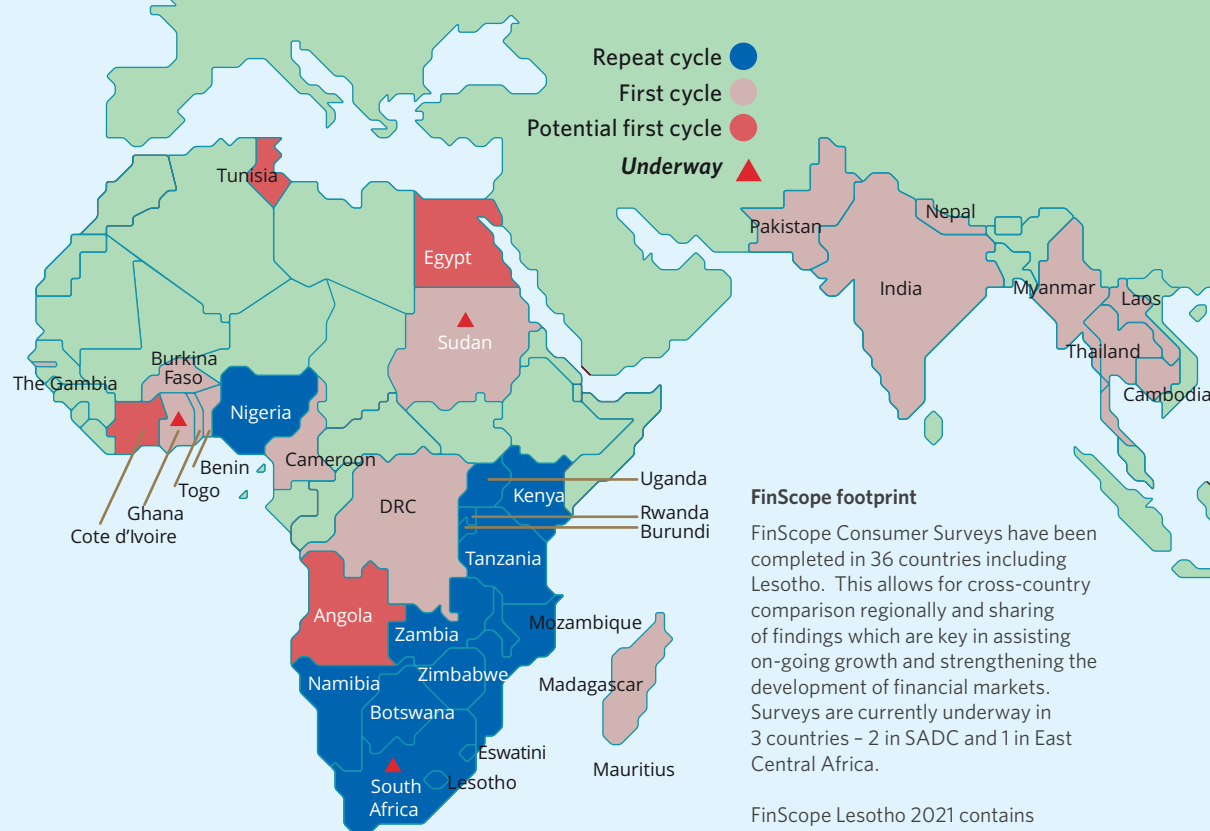 Repeat cycle
First cycle
Potential first cycle
Underway
Tunisia
Egypt
Pakistan
Nepal
India
Myanmar
Laos
Thailand
Cambodia
Sudan
Burkina
Faso
The Gambia
Nigeria
Cameroon
Benin
Togo
Ghana
Cote d'Ivoire
DRC
Uganda
Kenya
Rwanda
Burundi
Tanzania
Angola
Zambia
Mozambique
Namibia
Zimbabwe
Madagascar
Botswana
Eswatini
Mauritius
Lesotho
South
Africa
FinScope footprint
FinScope Consumer Surveys have been
completed in 36 countries including
Lesotho. This allows for cross-country
comparison regionally and sharing
of findings which are key in assisting
on-going growth and strengthening the
development of financial markets.
Surveys are currently underway in
3 countries – 2 in SADC and 1 in East
Central Africa.
FinScope Lesotho 2021 contains